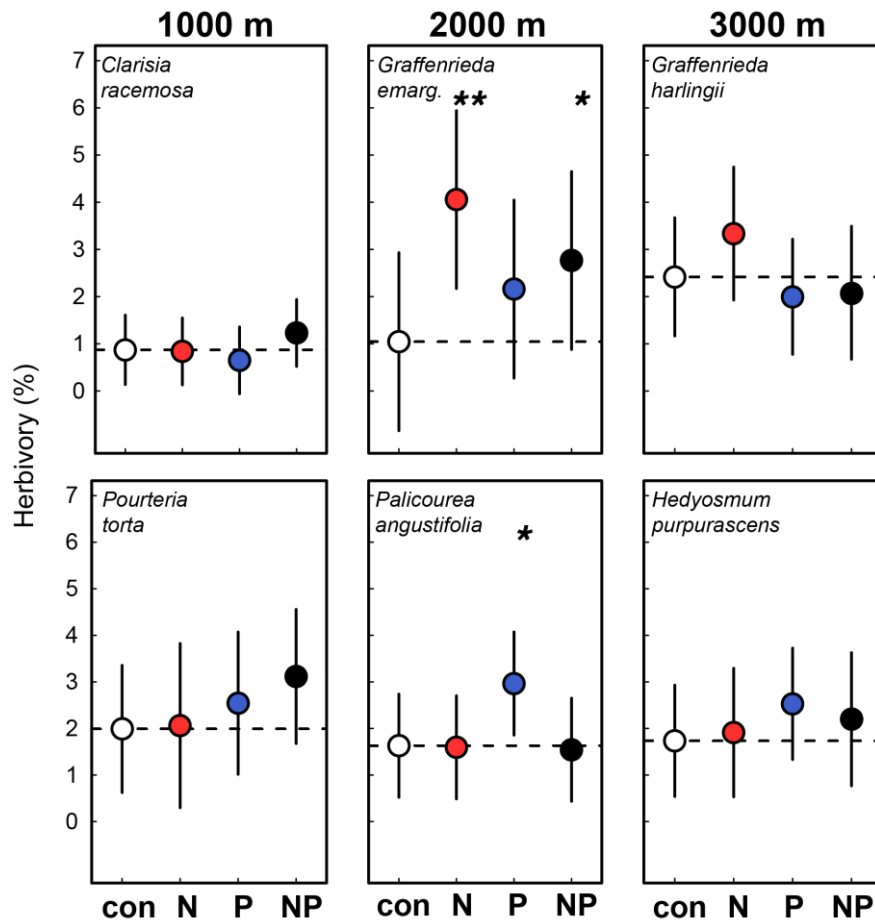 1000 m 2000 m 3000 m
Clarisia
racemosa
Graffenrieda
emarg.
** *
Graffenrieda
harlingii
7
6
5
4
3
2
1
0
Herbivory (%)
Pourteria
torta
Palicourea
angustifolia
*
Hedyosmum
purpurascens
7
6
5
4
3
2
1
0
con N P NP con N P NP con N P NP